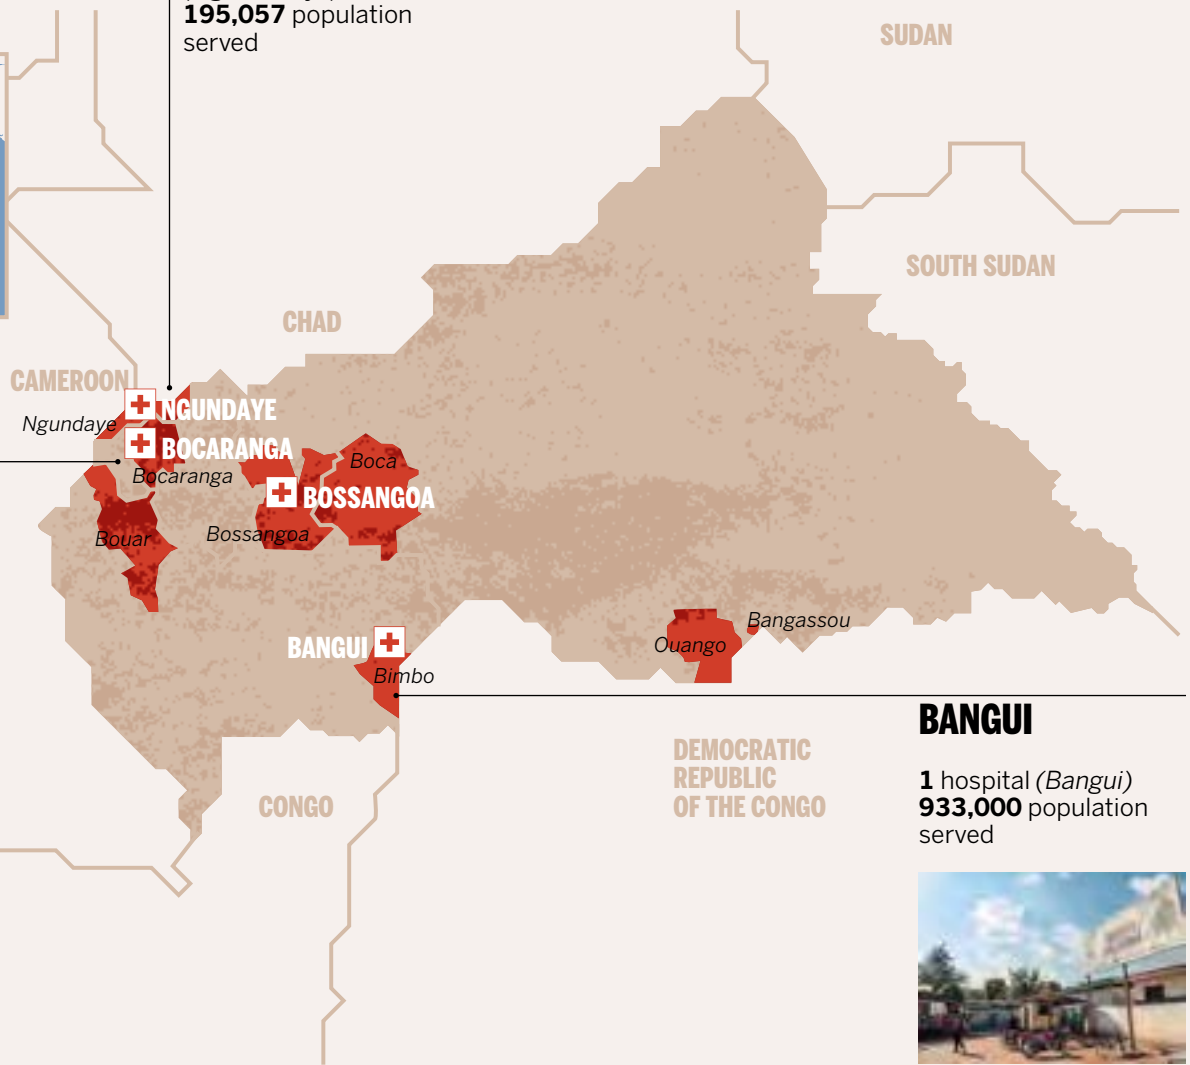 195,057 population
served
SUDAN
SOUTH SUDAN
CHAD
CAMEROON
Ngundaye
NGUNDAYE
BOCARANGA
Bocaranga
Boca
BOSSANGOA
Bossangoa
Bouar
BANGUI
Bimbo
Ouango
Bangassou
BANGUI
1 hospital (Bangui)
933,000 population
served
DEMOCRATIC
REPUBLIC
OF THE CONGO
CONGO